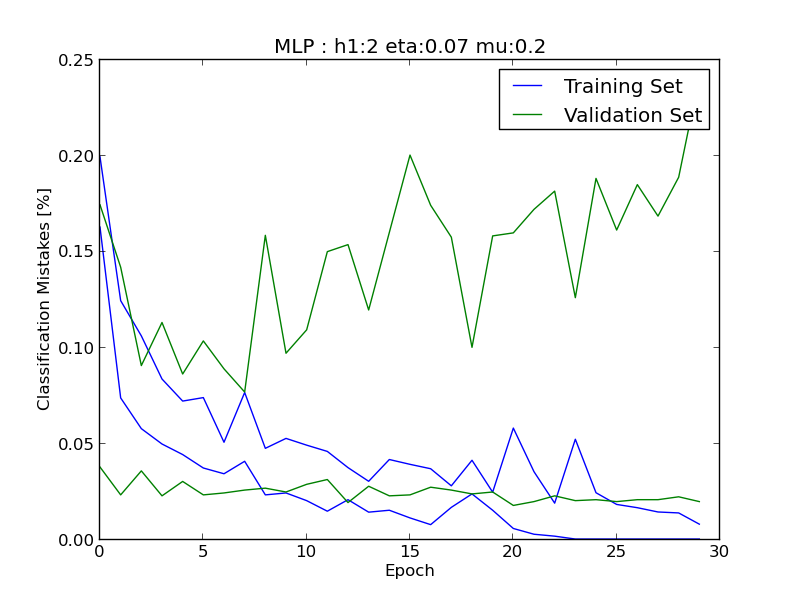 MLP : h1:2 eta:0.07 mu:0.2
0.25
0.20
0.15
0.10
0.05
0.00
Classification Mistakes [%]
Training Set
Validation Set
0 5 10 15 20 25 30
Epoch